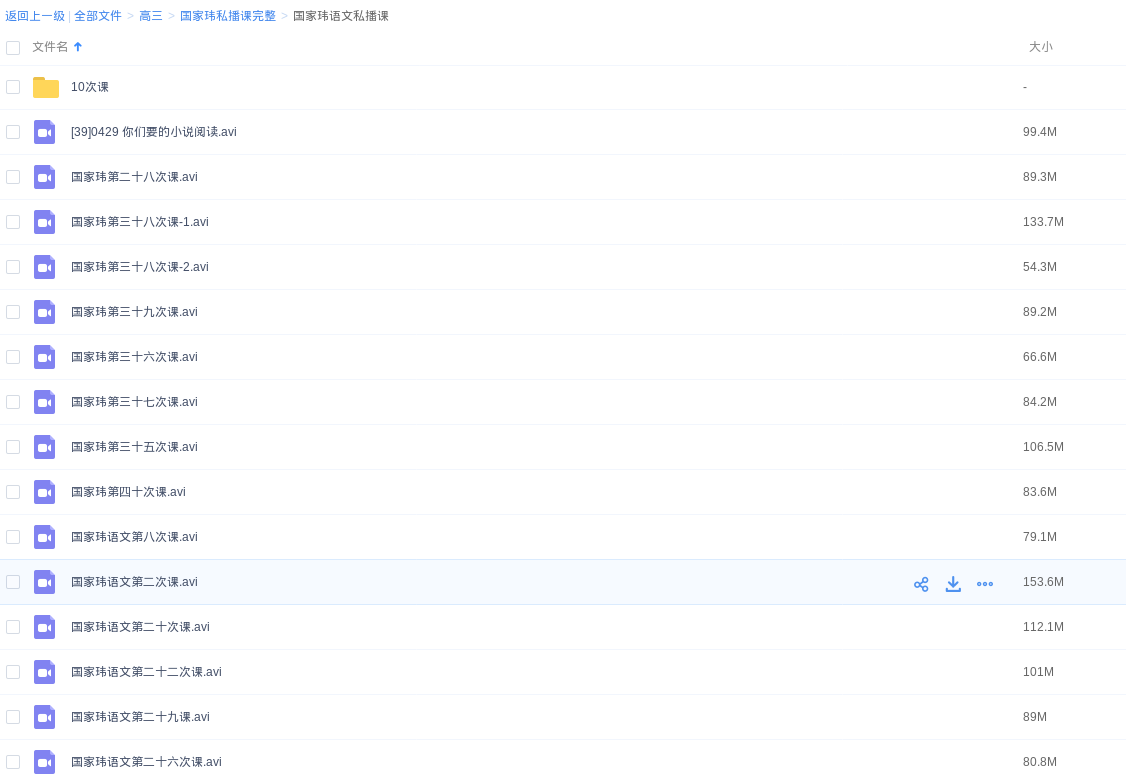 返回上一级 | 全部文件 > 高三 > 国家玮私播课完整 > 国家玮语文私播课
文件名 大小
10次课 -
[39]0429 你们要的小说阅读.avi 99.4M
国家玮第二十八次课.avi 89.3M
国家玮第三十八次课-1.avi 133.7M
国家玮第三十八次课-2.avi 54.3M
国家玮第三十九次课.avi 89.2M
国家玮第三十六次课.avi 66.6M
国家玮第三十七次课.avi 84.2M
国家玮第三十五次课.avi 106.5M
国家玮第四十次课.avi 83.6M
国家玮语文第八次课.avi 79.1M
国家玮语文第二次课.avi 153.6M
国家玮语文第二十次课.avi 112.1M
国家玮语文第二十二次课.avi 101M
国家玮语文第二十九课.avi 89M
国家玮语文第二十六次课.avi 80.8M